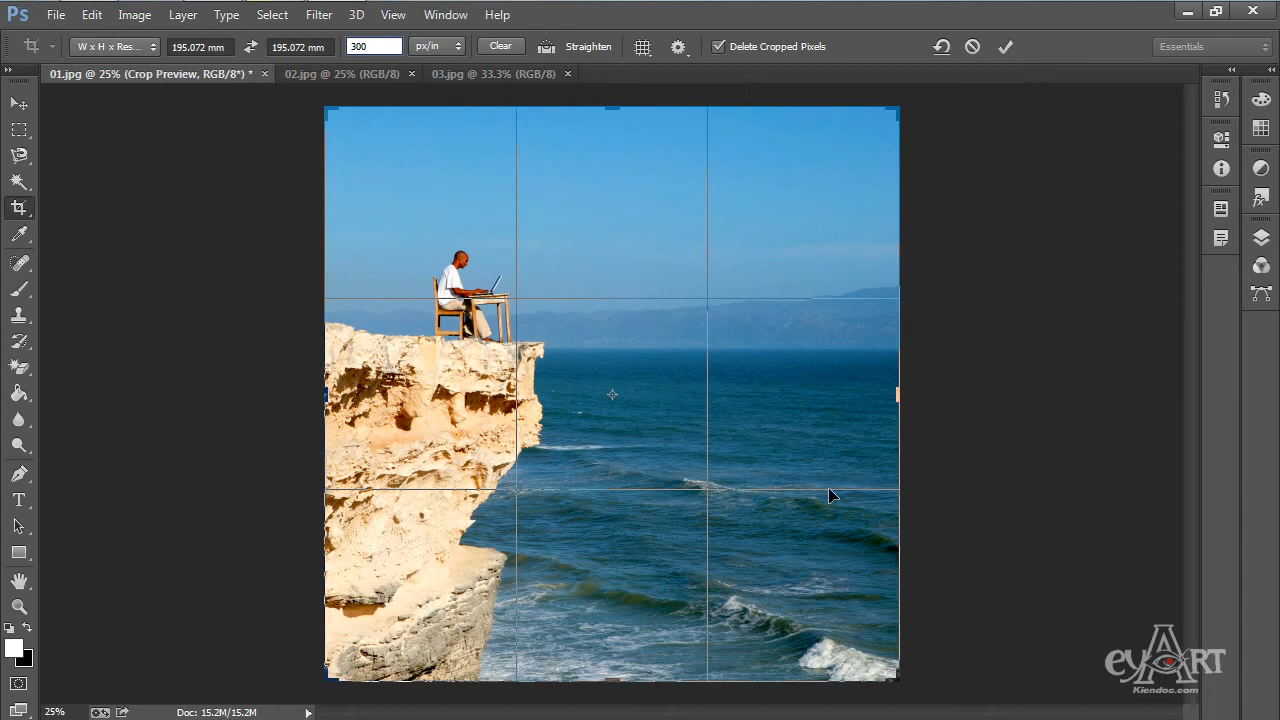 Ps File Edit Image Layer Type Select Filter 3D View Window Help
W x H x Res... 195.072 mm 195.072 mm 300 px/in Clear Straighten Delete Cropped Pixels Essentials
01.jpg @ 25% (Crop Preview, RGB/8*) * × 02.jpg @ 25% (RGB/8) × 03.jpg @ 33.3% (RGB/8) ×
eyART
Kiendoc.com
25% Doc: 15.2M/15.2M